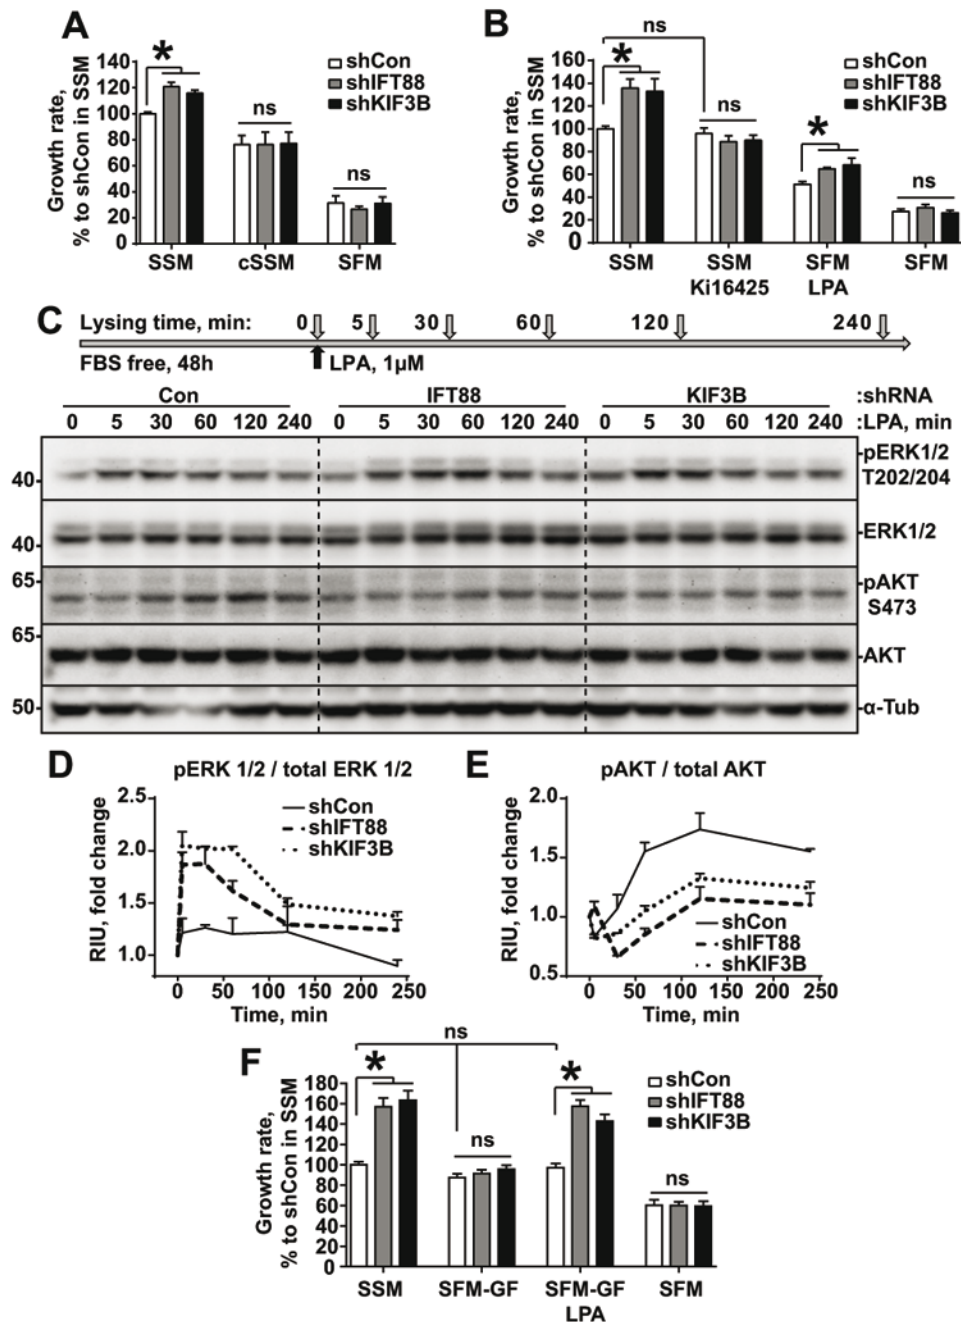 A
Growth rate,
% to shCon in SSM
140
120
100
80
60
40
20
0
*
ns
ns
shCon
shIFT88
shKIF3B
SSM cSSM SFM
B
Growth rate,
% to shCon in SSM
160
140
120
100
80
60
40
20
0
ns
*
ns
*
ns
shCon
shIFT88
shKIF3B
SSM SSM SFM SFM
Ki16425 LPA
C
Lysing time, min: 0 5 30 60 120 240
FBS free, 48h LPA, 1µM
Con IFT88 KIF3B :shRNA
0 5 30 60 120 240 0 5 30 60 120 240 0 5 30 60 120 240 :LPA, min
pERK1/2
40 T202/204
40 ERK1/2
65 pAKT
S473
65 AKT
50 α-Tub
D
pERK 1/2 / total ERK 1/2
RIU, fold change
2.5
2.0
1.5
1.0
shCon
shIFT88
shKIF3B
0 50 100 150 200 250
Time, min
E
pAKT / total AKT
RIU, fold change
2.0
1.5
1.0
0.5
shCon
shIFT88
shKIF3B
0 50 100 150 200 250
Time, min
F
Growth rate,
% to shCon in SSM
180
160
140
120
100
80
60
40
20
0
ns
*
ns
*
ns
shCon
shIFT88
shKIF3B
SSM SFM-GF SFM-GF SFM
LPA